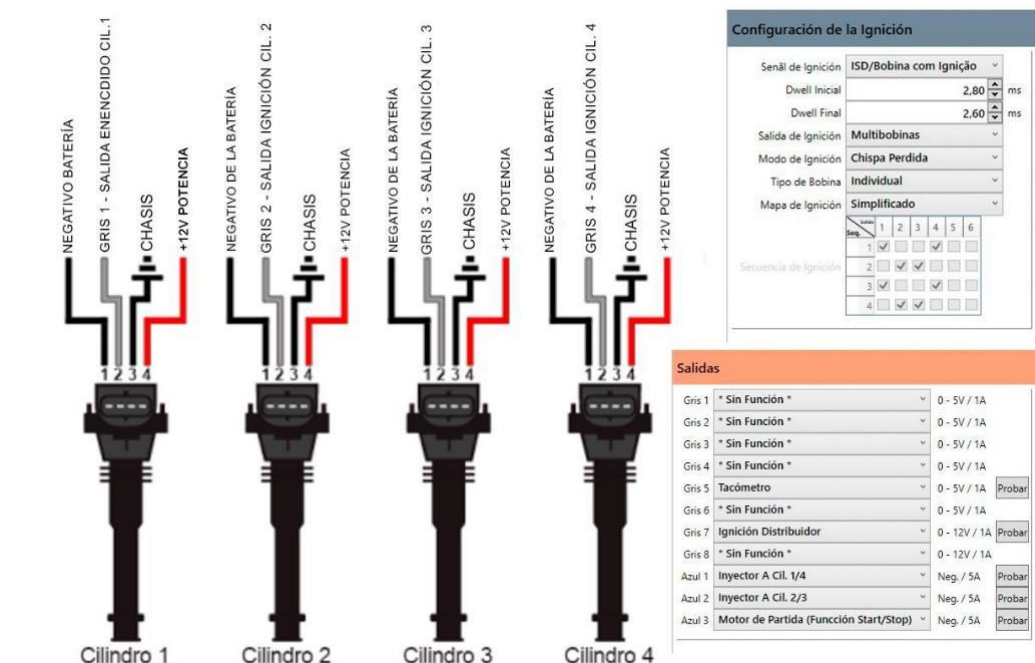 NEGATIVO BATERÍA
GRIS 1 - SALIDA ENENCDIDO CIL.1
CHASIS
+12V POTENCIA
1 2 3 4
Cilindro 1
NEGATIVO DE LA BATERÍA
GRIS 2 - SALIDA IGNICIÓN CIL. 2
CHASIS
+12V POTENCIA
1 2 3 4
Cilindro 2
NEGATIVO DE LA BATERÍA
GRIS 3 - SALIDA IGNICIÓN CIL. 3
CHASIS
+12V POTENCIA
1 2 3 4
Cilindro 3
NEGATIVO DE LA BATERÍA
GRIS 4 - SALIDA IGNICIÓN CIL. 4
CHASIS
+12V POTENCIA
1 2 3 4
Cilindro 4
Configuración de la Ignición
Senãl de Ignición ISD/Bobina com Ignição
Dwell Inicial 2,80 ms
Dwell Final 2,60 ms
Salida de Ignición Multibobinas
Modo de Ignición Chispa Perdida
Tipo de Bobina Individual
Mapa de Ignición Simplificado
Secuencia de Ignición
Seq. Salida 1 2 3 4 5 6
1
2
3
4
Salidas
Gris 1 * Sin Función * 0 - 5V / 1A
Gris 2 * Sin Función * 0 - 5V / 1A
Gris 3 * Sin Función * 0 - 5V / 1A
Gris 4 * Sin Función * 0 - 5V / 1A
Gris 5 Tacómetro 0 - 5V / 1A Probar
Gris 6 * Sin Función * 0 - 5V / 1A
Gris 7 Ignición Distribuidor 0 - 12V / 1A Probar
Gris 8 * Sin Función * 0 - 12V / 1A
Azul 1 Inyector A Cil. 1/4 Neg. / 5A Probar
Azul 2 Inyector A Cil. 2/3 Neg. / 5A Probar
Azul 3 Motor de Partida (Funcción Start/Stop) Neg. / 5A Probar